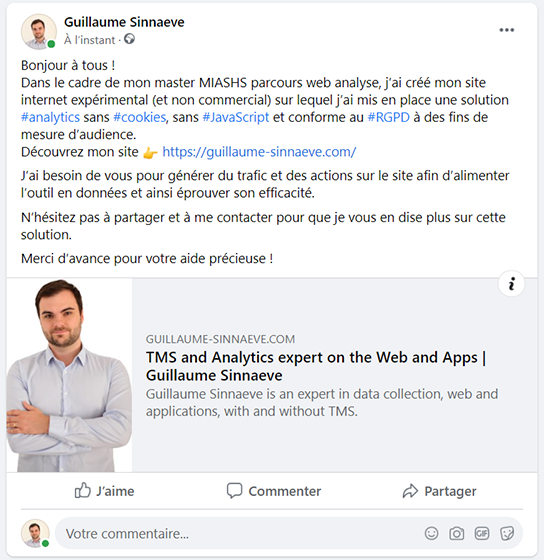 Guillaume Sinnaeve
À l'instant ·
Bonjour à tous !
Dans le cadre de mon master MIASHS parcours web analyse, j'ai créé mon site
internet expérimental (et non commercial) sur lequel j'ai mis en place une solution
#analytics sans #cookies, sans #JavaScript et conforme au #RGPD à des fins de
mesure d'audience.
Découvrez mon site 👉 https://guillaume-sinnaeve.com/
J'ai besoin de vous pour générer du trafic et des actions sur le site afin d'alimenter
l'outil en données et ainsi éprouver son efficacité.
N'hésitez pas à partager et à me contacter pour que je vous en dise plus sur cette
solution.
Merci d'avance pour votre aide précieuse !
GUILLAUME-SINNAEVE.COM
TMS and Analytics expert on the Web and Apps |
Guillaume Sinnaeve
Guillaume Sinnaeve is an expert in data collection, web and
applications, with and without TMS.
J'aime
Commenter
Partager
Votre commentaire...
GIF